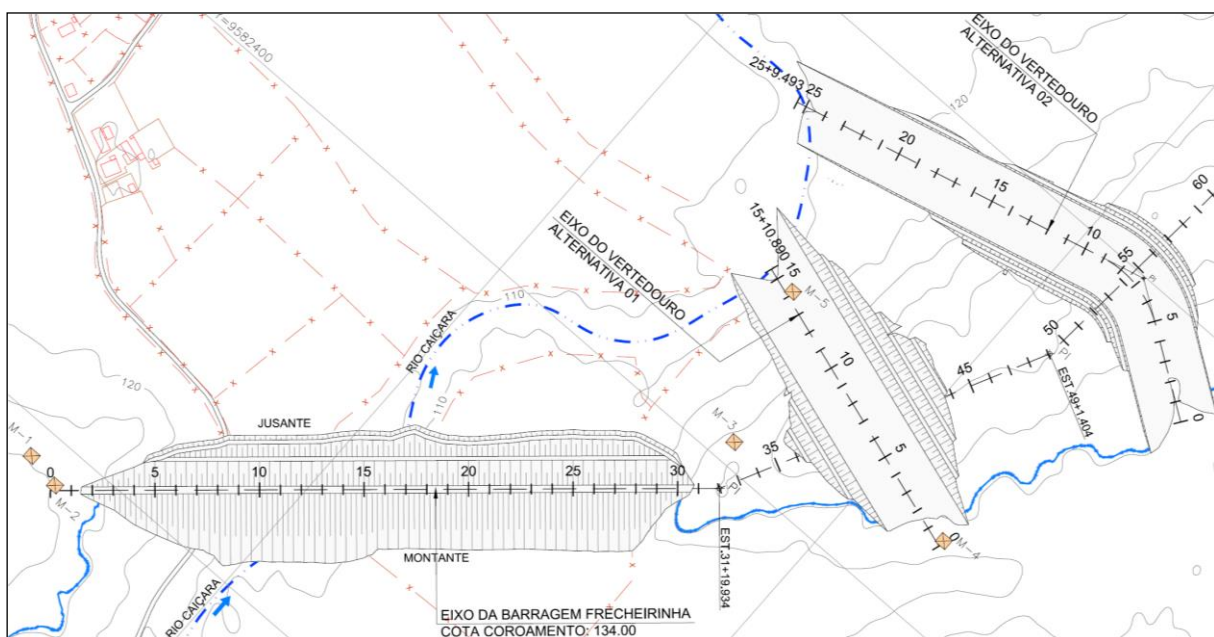 Y=9582400
120
EIXO DO VERTEDOURO
ALTERNATIVA 02
25+9.493
25
20
15
10
5
0
60
55
PI
50
PI
EST.49+1.404
45
35
EIXO DO VERTEDOURO
ALTERNATIVA 01
15+10.890
15
M-5
10
5
0
M-4
M-3
RIO CAIÇARA
110
110
120
JUSANTE
M-1
M-2
0
5
10
15
20
25
30
PI
EST.31+19.934
MONTANTE
RIO CAIÇARA
EIXO DA BARRAGEM FRECHEIRINHA
COTA COROAMENTO: 134.00